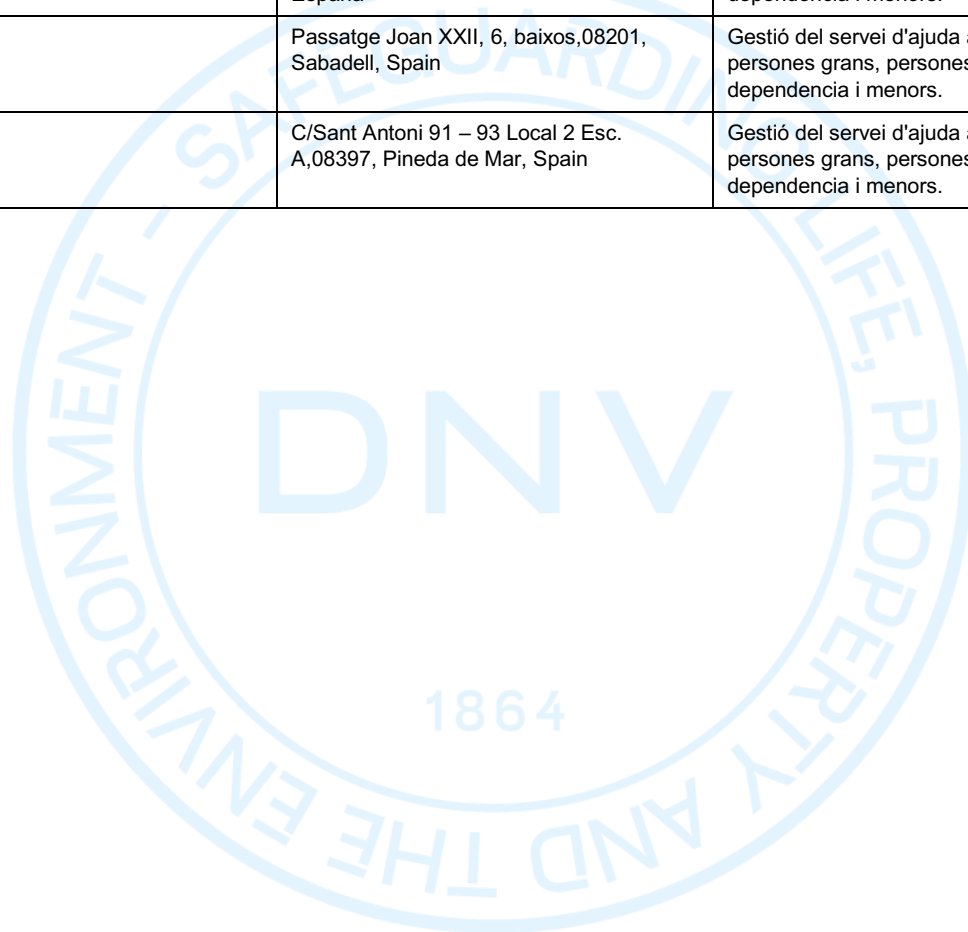 Passatge Joan XXII, 6, baixos,08201,
Sabadell, Spain
Gestió del servei d'ajuda
persones grans, persones
dependencia i menors.
C/Sant Antoni 91 – 93 Local 2 Esc.
A,08397, Pineda de Mar, Spain
Gestió del servei d'ajuda
persones grans, persones
dependencia i menors.
SAFEGUARDING LIFE, PROPERTY AND THE ENVIRONMENT –
DNV
1864